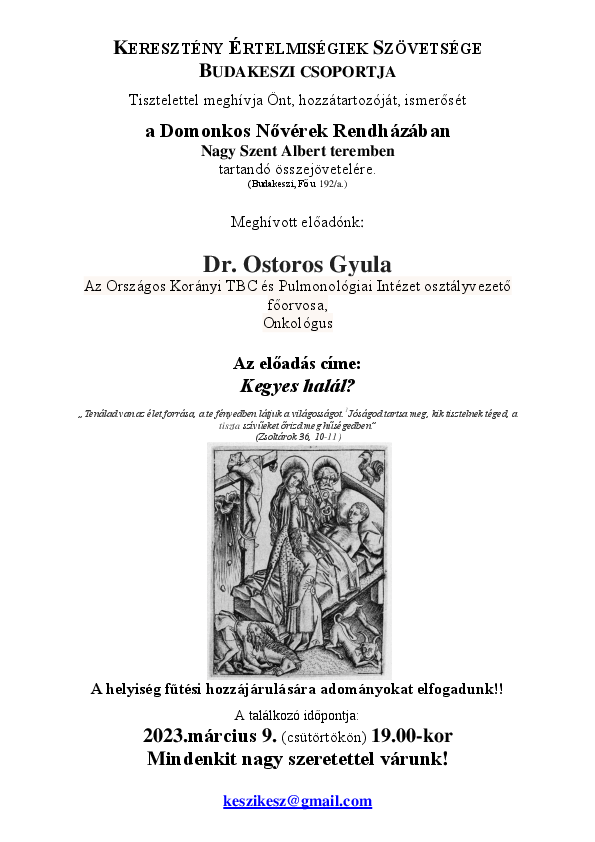 KERESZTÉNY ÉRTELMISÉGIEK SZÖVETSÉGE
BUDAKESZI CSOPORTJA
Tisztelettel meghívja Önt, hozzátartozóját, ismerősét
a Domonkos Nővérek Rendházában
Nagy Szent Albert teremben
tartandó összejövetelére.
(Budakeszi, Fő u 192/a.)
Meghívott előadónk:
Dr. Ostoros Gyula
Az Országos Korányi TBC és Pulmonológiai Intézet osztályvezető
főorvosa,
Onkológus
Az előadás címe:
Kegyes halál?
„Tenálad van az élet forrása, a te fényedben látjuk a világosságot. Jóságod tartsa meg, kik tisztelnek téged, a
tiszta szívűeket őrizd meg hűségedben”
(Zsoltárok 36, 10-11)
A helyiség fűtési hozzájárulására adományokat elfogadunk!!
A találkozó időpontja:
2023.március 9. (csütörtökön) 19.00-kor
Mindenkit nagy szeretettel várunk!
keszikesz@gmail.com